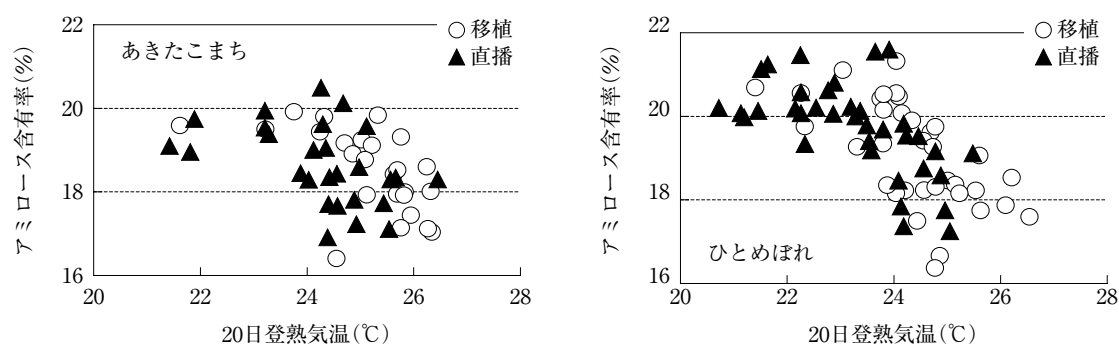 アミロース含有率(%)
22
20
18
16
あきたこまち
○移植
▲直播
20
22
24
26
28
20日登熟気温(℃)
アミロース含有率(%)
22
20
18
16
○移植
▲直播
ひとめぼれ
20
22
24
26
28
20日登熟気温(℃)